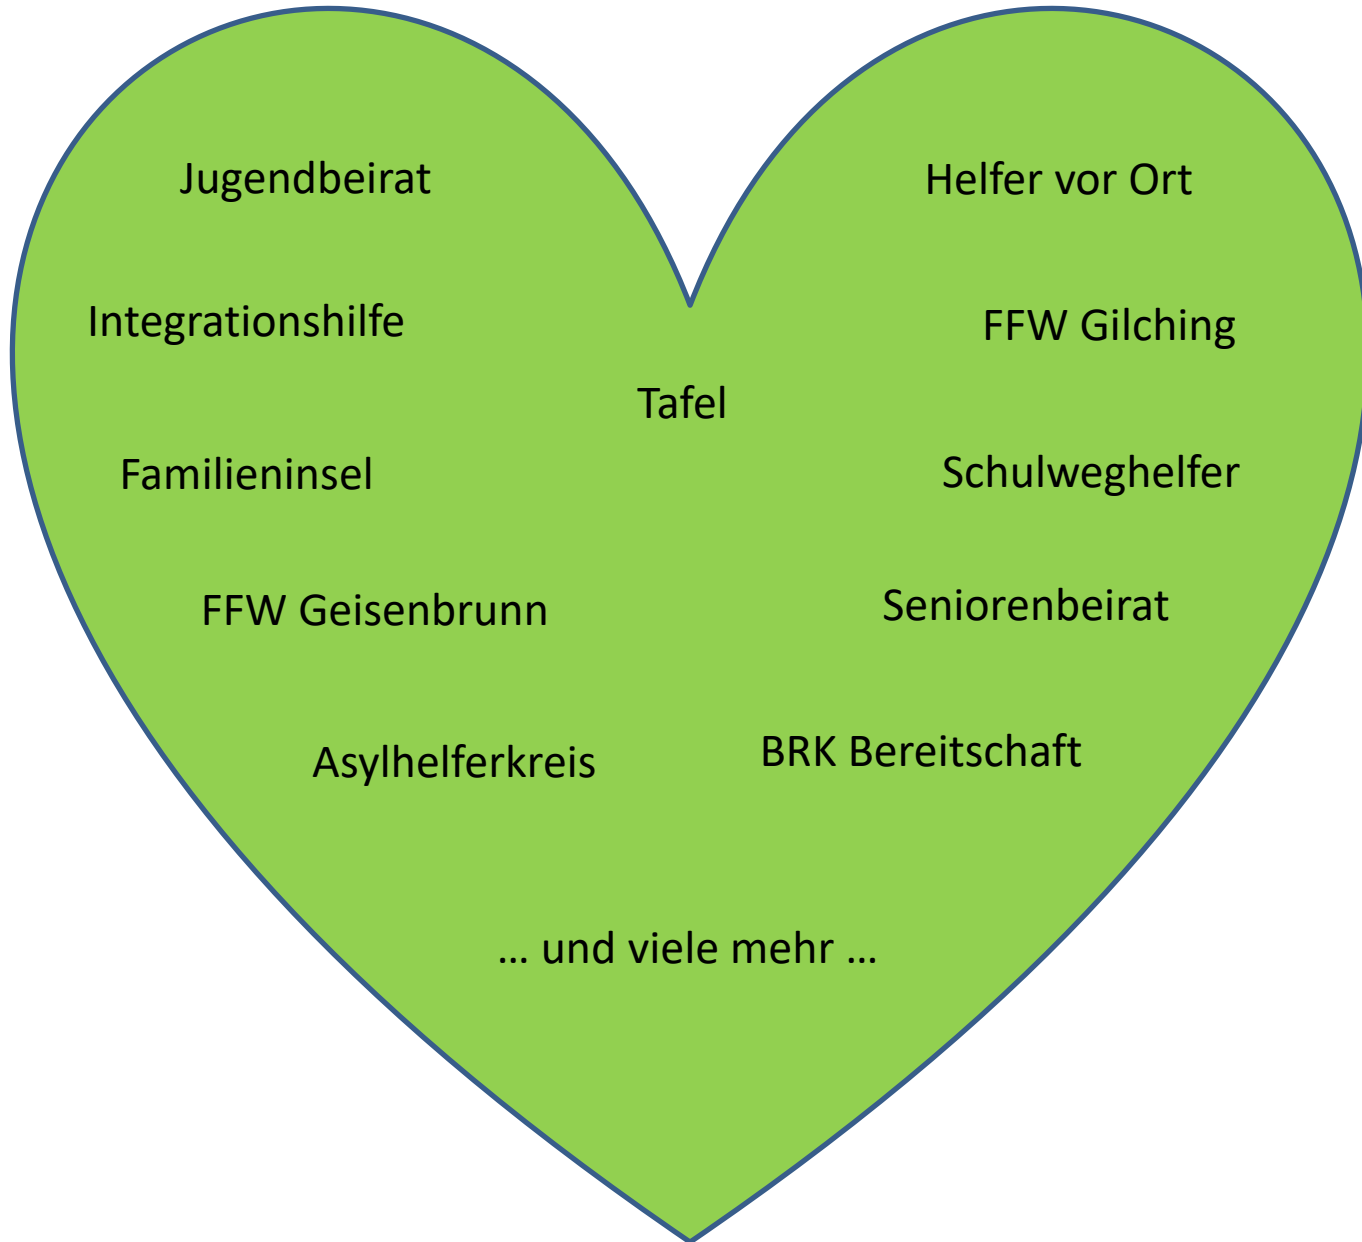 Jugendbeirat
Helfer vor Ort
Integrationshilfe
FFW Gilching
Tafel
Familieninsel
Schulweghelfer
FFW Geisenbrunn
Seniorenbeirat
Asylhelferkreis
BRK Bereitschaft
... und viele mehr ...